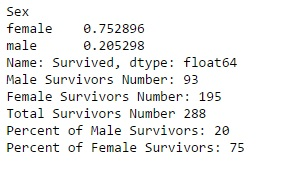 Sex
female    0.752896
male      0.205298
Name: Survived, dtype: float64
Male Survivors Number: 93
Female Survivors Number: 195
Total Survivors Number 288
Percent of Male Survivors: 20
Percent of Female Survivors: 75